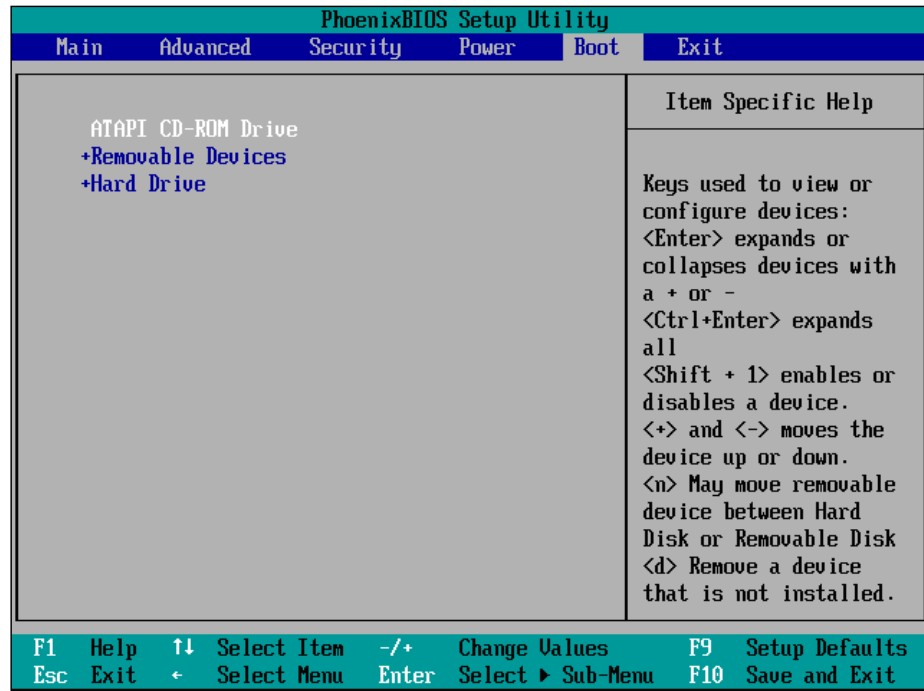 PhoenixBIOS Setup Utility
Main Advanced Security Power Boot Exit
ATAPI CD-ROM Drive
+Removable Devices
+Hard Drive
Item Specific Help
Keys used to view or
configure devices:
<Enter> expands or
collapses devices with
a + or -
<Ctrl+Enter> expands
all
<Shift + 1> enables or
disables a device.
<+> and <-> moves the
device up or down.
<n> May move removable
device between Hard
Disk or Removable Disk
<d> Remove a device
that is not installed.
F1 Help ↑↓ Select Item -/+ Change Values F9 Setup Defaults
Esc Exit ← Select Menu Enter Select ▶ Sub-Menu F10 Save and Exit